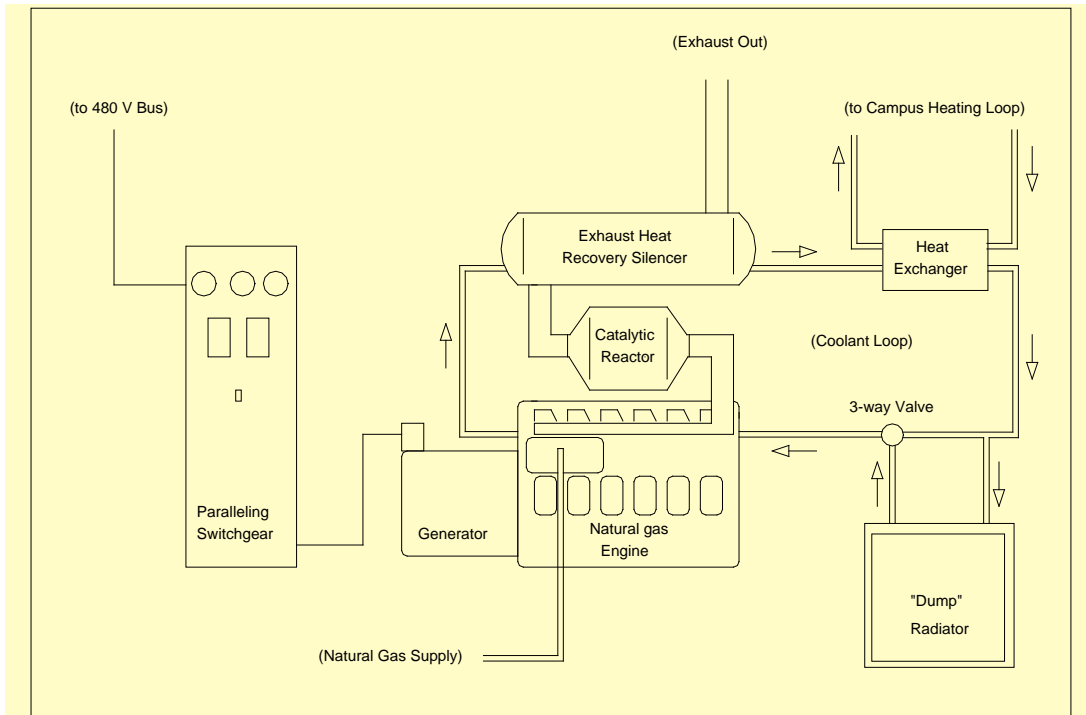 (Exhaust Out)
(to 480 V Bus)
(to Campus Heating Loop)
Exhaust Heat
Recovery Silencer
Heat
Exchanger
Catalytic
Reactor
(Coolant Loop)
3-way Valve
Paralleling
Switchgear
Generator
Natural gas
Engine
"Dump"
Radiator
(Natural Gas Supply)